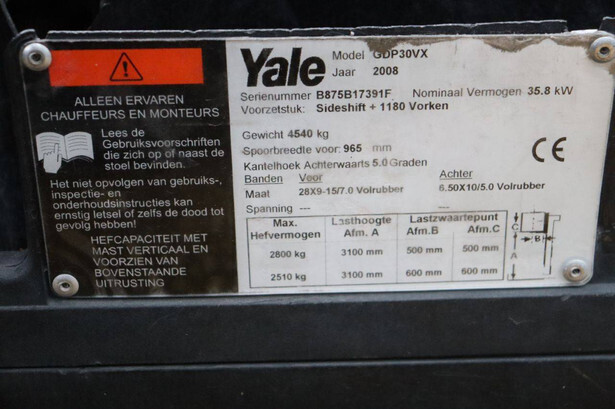 Yale Model GDP30VX
Jaar 2008
Serienummer B875B17391F Nominaal Vermogen 35.8 kW
Voorzetstuk: Sideshift + 1180 Vorken
ALLEEN ERVAREN
CHAUFFEURS EN MONTEURS
Lees de
Gebruiksvoorschriften
die zich op of naast de
stoel bevinden.
Het niet opvolgen van gebruiks-,
inspectie- en
onderhoudsinstructies kan
ernstig letsel of zelfs de dood tot
gevolg hebben!
HEFCAPACITEIT MET
MAST VERTICAAL EN
VOORZIEN VAN
BOVENSTAANDE
UITRUSTING
Gewicht 4540 kg
Spoorbreedte voor: 965 mm
Kantelhoek Achterwaarts 5.0 Graden
Banden Voor Achter
Maat 28X9-15/7.0 Volrubber 6.50X10/5.0 Volrubber
Spanning --- ---
CE
Max. Lasthoogte Lastzwaartepunt
Hefvermogen Afm. A Afm.B Afm.C
2800 kg 3100 mm 500 mm 500 mm
2510 kg 3100 mm 600 mm 600 mm
C
B
A